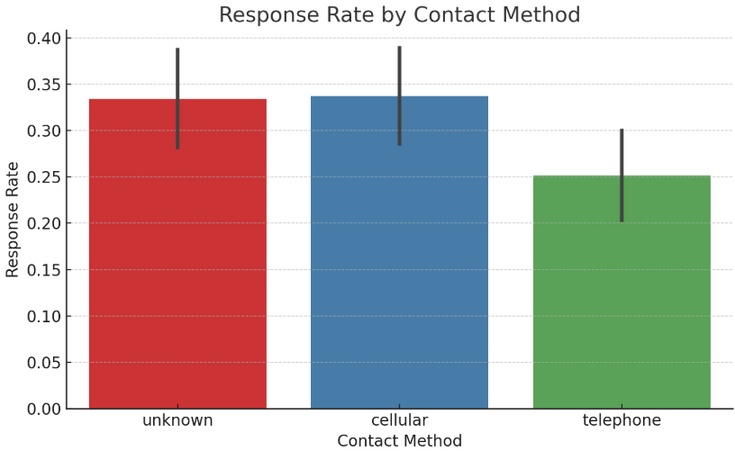 Response Rate by Contact Method
Response Rate
0.40
0.35
0.30
0.25
0.20
0.15
0.10
0.05
0.00
unknown cellular telephone
Contact Method